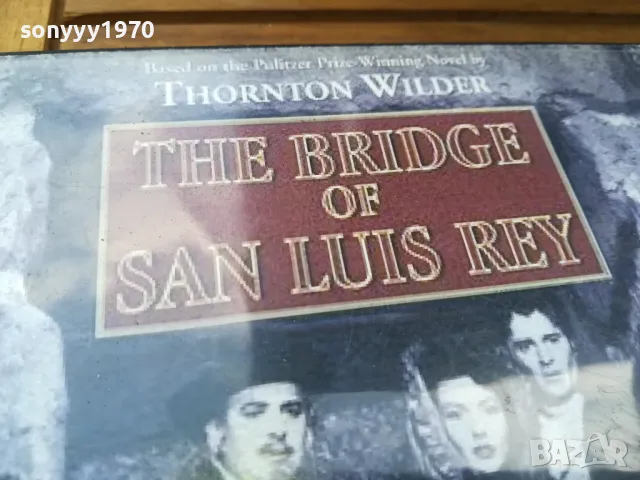 sonyyy1970
Based on the Pulitzer Prize-Winning Novel by
THORNTON WILDER
THE BRIDGE
OF
SAN LUIS REY
BAZAR